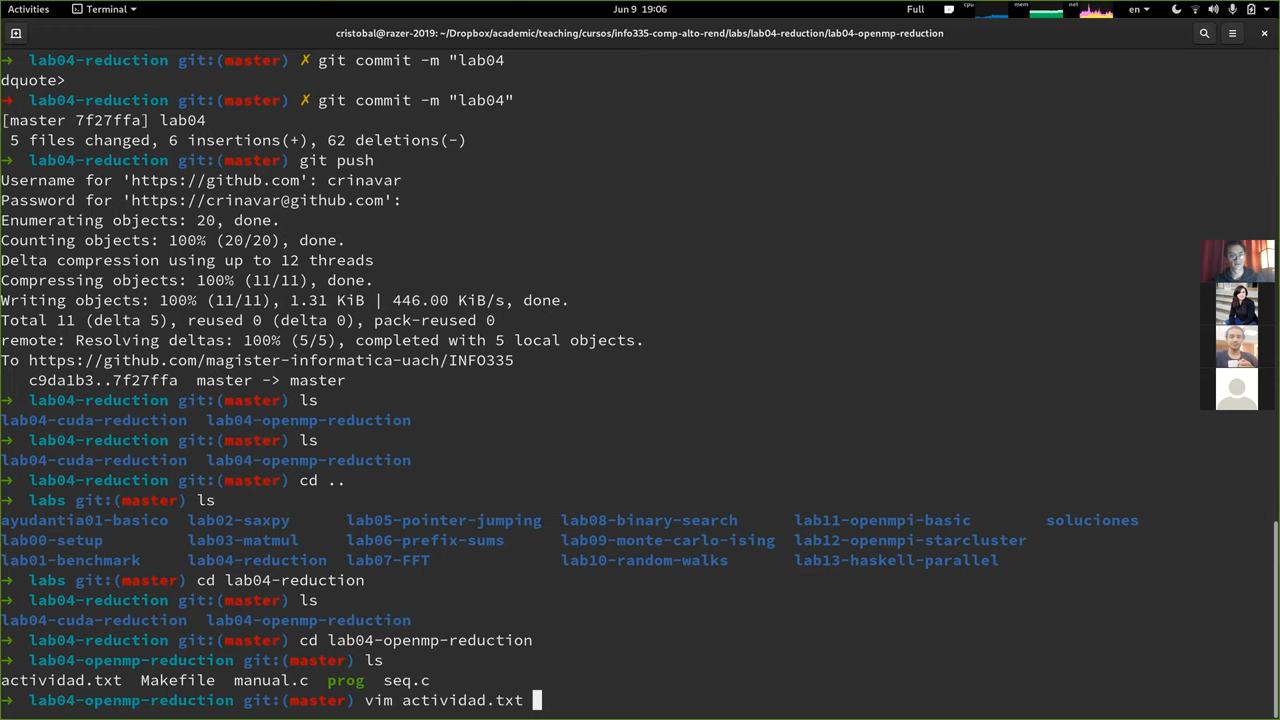 Activities Terminal Jun 9 19:06 Full cpu mem net en
cristobal@razer-2019: ~/Dropbox/academic/teaching/cursos/info335-comp-alto-rend/labs/lab04-reduction/lab04-openmp-reduction
→ lab04-reduction git:(master) ✗ git commit -m "lab04
dquote>
→ lab04-reduction git:(master) ✗ git commit -m "lab04"
[master 7f27ffa] lab04
5 files changed, 6 insertions(+), 62 deletions(-)
→ lab04-reduction git:(master) git push
Username for 'https://github.com': crinavar
Password for 'https://crinavar@github.com':
Enumerating objects: 20, done.
Counting objects: 100% (20/20), done.
Delta compression using up to 12 threads
Compressing objects: 100% (11/11), done.
Writing objects: 100% (11/11), 1.31 KiB | 446.00 KiB/s, done.
Total 11 (delta 5), reused 0 (delta 0), pack-reused 0
remote: Resolving deltas: 100% (5/5), completed with 5 local objects.
To https://github.com/magister-informatica-uach/INFO335
c9da1b3..7f27ffa master -> master
→ lab04-reduction git:(master) ls
lab04-cuda-reduction lab04-openmp-reduction
→ lab04-reduction git:(master) ls
lab04-cuda-reduction lab04-openmp-reduction
→ lab04-reduction git:(master) cd ..
→ labs git:(master) ls
ayudantia01-basico lab02-saxpy lab05-pointer-jumping lab08-binary-search lab11-openmpi-basic soluciones
lab00-setup lab03-matmul lab06-prefix-sums lab09-monte-carlo-ising lab12-openmpi-starcluster
lab01-benchmark lab04-reduction lab07-FFT lab10-random-walks lab13-haskell-parallel
→ labs git:(master) cd lab04-reduction
→ lab04-reduction git:(master) ls
lab04-cuda-reduction lab04-openmp-reduction
→ lab04-reduction git:(master) cd lab04-openmp-reduction
→ lab04-openmp-reduction git:(master) ls
actividad.txt Makefile manual.c prog seq.c
→ lab04-openmp-reduction git:(master) vim actividad.txt